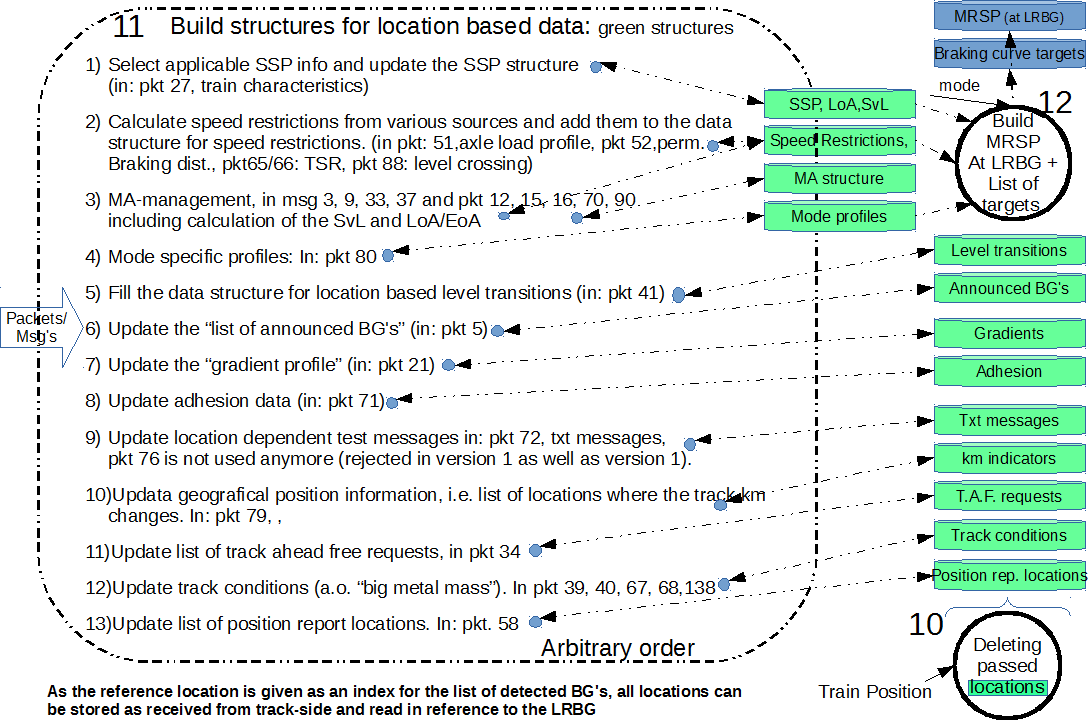 11 Build structures for location based data: green structures
1) Select applicable SSP info and update the SSP structure
(in: pkt 27, train characteristics)
2) Calculate speed restrictions from various sources and add them to the data
structure for speed restrictions. (in pkt: 51,axle load profile, pkt 52,perm.
Braking dist., pkt65/66: TSR, pkt 88: level crossing)
3) MA-management, in msg 3, 9, 33, 37 and pkt 12, 15, 16, 70, 90.
including calculation of the SvL and LoA/EoA
4) Mode specific profiles: In: pkt 80
5) Fill the data structure for location based level transitions (in: pkt 41)
6) Update the “list of announced BG's” (in: pkt 5)
7) Update the “gradient profile” (in: pkt 21)
8) Update adhesion data (in: pkt 71)
9) Update location dependent test messages in: pkt 72, txt messages,
pkt 76 is not used anymore (rejected in version 1 as well as version 1).
10)Updata geografical position information, i.e. list of locations where the track km
changes. In: pkt 79, ,
11)Update list of track ahead free requests, in pkt 34
12)Update track conditions (a.o. “big metal mass”). In pkt 39, 40, 67, 68,138
13)Update list of position report locations. In: pkt. 58
Arbitrary order
Packets/
Msg's
As the reference location is given as an index for the list of detected BG's, all locations can
be stored as received from track-side and read in reference to the LRBG
MRSP (at LRBG)
Braking curve targets
mode
12
Build
MRSP
At LRBG +
List of
targets.
SSP, LoA,SvL
Speed Restrictions,
MA structure
Mode profiles
Level transitions
Announced BG's
Gradients
Adhesion
Txt messages
km indicators
T.A.F. requests
Track conditions
Position rep. locations
10
Deleting
passed
locations
Train Position